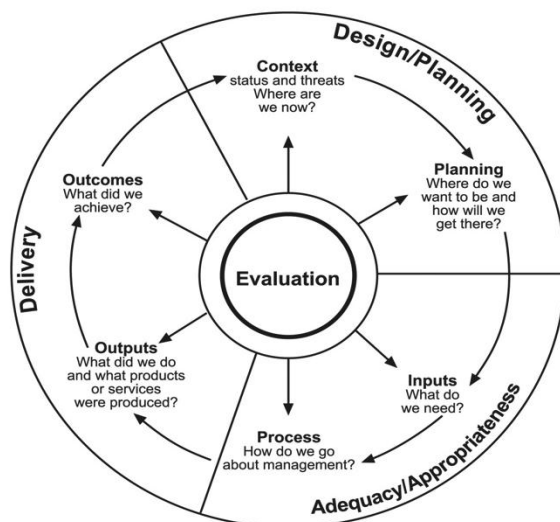 Design/Planning
Context
status and threats
Where are
we now?
Planning
Where do we
want to be and
how will we
get there?
Inputs
What do
we need?
Adequacy/Appropriateness
Process
How do we go
about management?
Outputs
What did we do
and what products
or services
were produced?
Delivery
Outcomes
What did we
achieve?
Evaluation